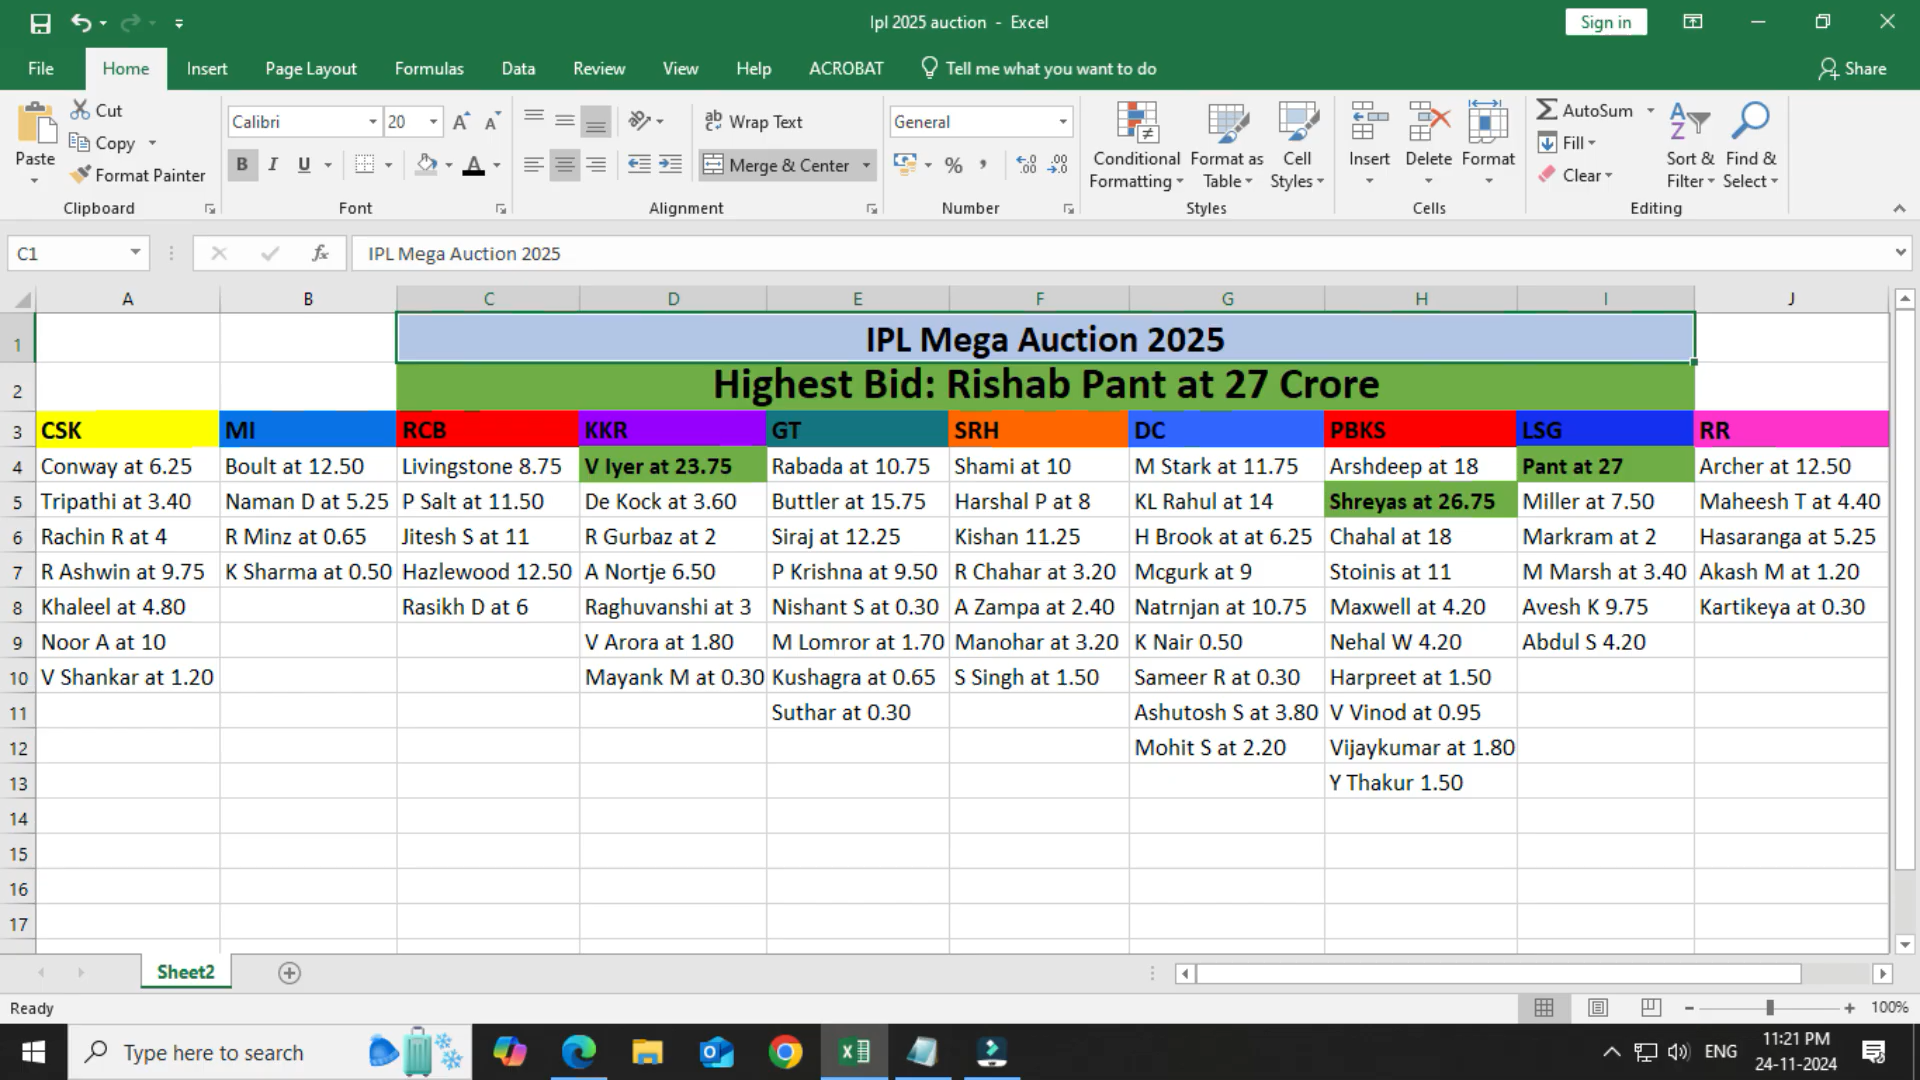 Ipl 2025 auction - Excel
Sign in
File Home Insert Page Layout Formulas Data Review View Help ACROBAT Tell me what you want to do Share
Paste Cut Copy Format Painter Clipboard
Calibri 20 A A B I U A Font
ab Wrap Text Merge & Center Alignment
General % , .00 .00 Number
Conditional Formatting Format as Table Cell Styles Styles
Insert Delete Format Cells
AutoSum Fill Clear Sort & Filter Find & Select Editing
C1 fx IPL Mega Auction 2025
A B C D E F G H I J
1 IPL Mega Auction 2025
2 Highest Bid: Rishab Pant at 27 Crore
3 CSK MI RCB KKR GT SRH DC PBKS LSG RR
4 Conway at 6.25 Boult at 12.50 Livingstone 8.75 V Iyer at 23.75 Rabada at 10.75 Shami at 10 M Stark at 11.75 Arshdeep at 18 Pant at 27 Archer at 12.50
5 Tripathi at 3.40 Naman D at 5.25 P Salt at 11.50 De Kock at 3.60 Buttler at 15.75 Harshal P at 8 KL Rahul at 14 Shreyas at 26.75 Miller at 7.50 Maheesh T at 4.40
6 Rachin R at 4 R Minz at 0.65 Jitesh S at 11 R Gurbaz at 2 Siraj at 12.25 Kishan 11.25 H Brook at at 6.25 Chahal at 18 Markram at 2 Hasaranga at 5.25
7 R Ashwin at 9.75 K Sharma at 0.50 Hazlewood 12.50 A Nortje 6.50 P Krishna at 9.50 R Chahar at 3.20 Mcgurk at 9 Stoinis at 11 M Marsh at 3.40 Akash M at 1.20
8 Khaleel at 4.80 Rasikh D at 6 Raghuvanshi at 3 Nishant S at 0.30 A Zampa at 2.40 Natrnjan at 10.75 Maxwell at 4.20 Avesh K 9.75 Kartikeya at 0.30
9 Noor A at 10 V Arora at 1.80 M Lomror at 1.70 Manohar at 3.20 K Nair 0.50 Nehal W 4.20 Abdul S 4.20
10 V Shankar at 1.20 Mayank M at 0.30 Kushagra at 0.65 S Singh at 1.50 Sameer R at 0.30 Harpreet at 1.50
11 Suthar at 0.30 Ashutosh S at 3.80 V Vinod at 0.95
12 Mohit S at 2.20 Vijaykumar at 1.80
13 Y Thakur 1.50
14
15
16
17
Sheet2
Ready 100%
Type here to search
ENG 11:21 PM
24-11-2024